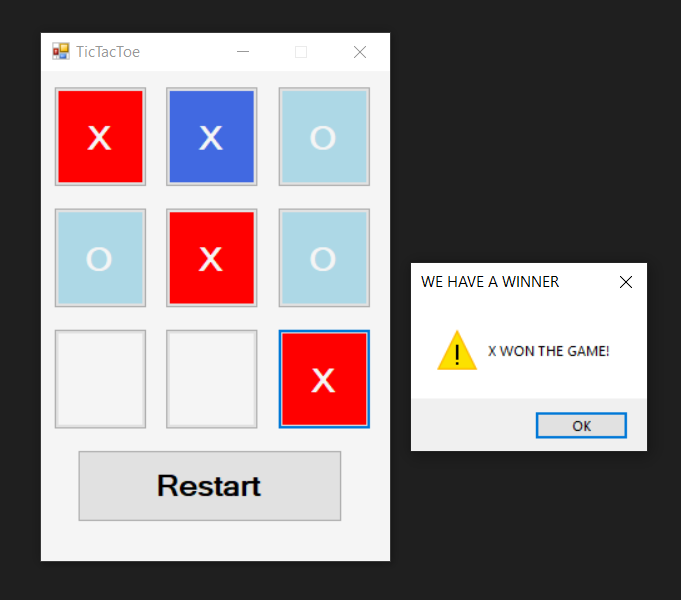 TicTacToe
X X O
O X O
X
Restart
WE HAVE A WINNER
X WON THE GAME!
OK